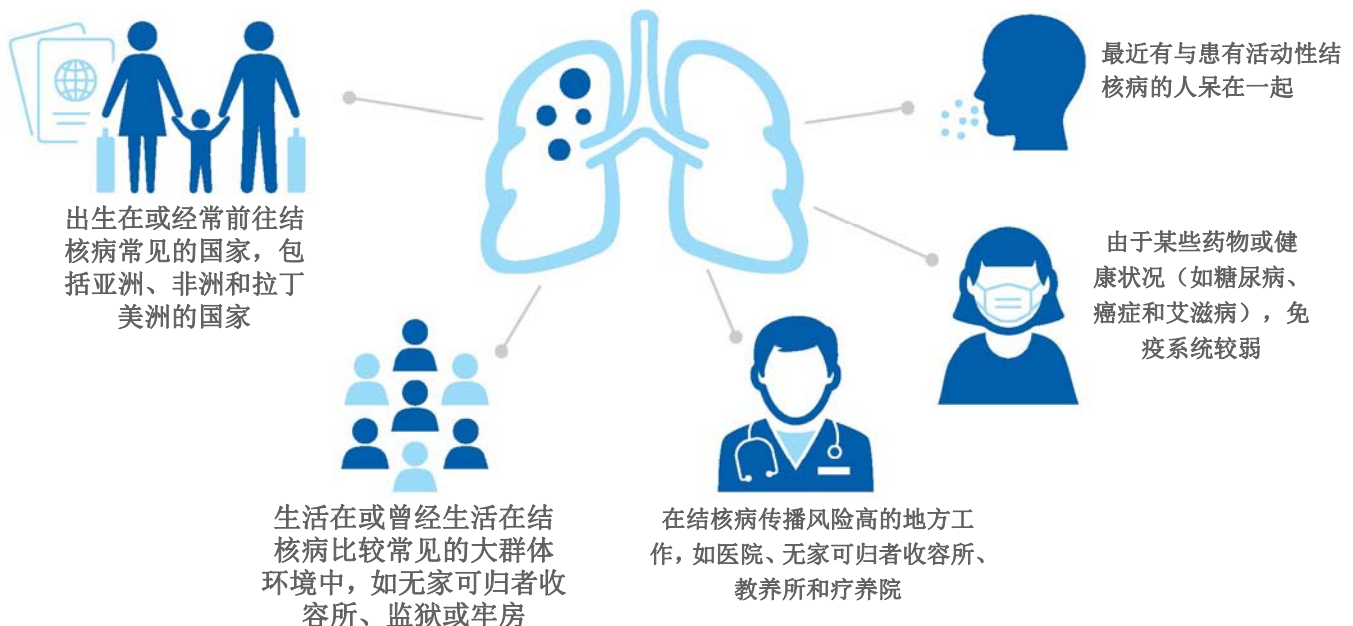 出生在或经常前往结
核病常见的国家，包
括亚洲、非洲和拉丁
美洲的国家
生活在或曾经生活在结
核病比较常见的大群体
环境中，如无家可归者收
容所、监狱或牢房
在结核病传播风险高的地方工
作，如医院、无家可归者收容所、
教养所和疗养院
由于某些药物或健
康状况（如糖尿病、
癌症和艾滋病），免
疫系统较弱
最近有与患有活动性结
核病的人呆在一起